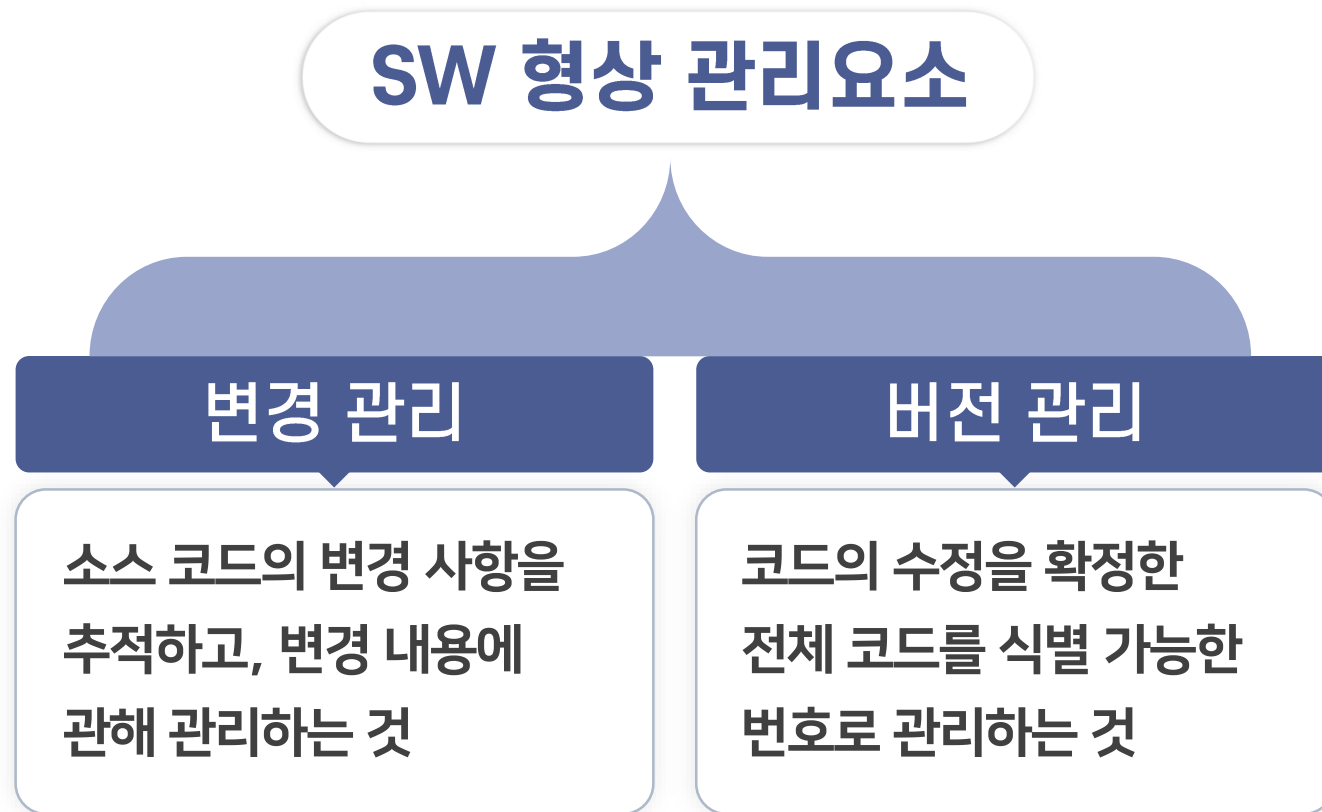 SW 형상 관리요소
변경 관리
소스 코드의 변경 사항을
추적하고, 변경 내용에
관해 관리하는 것
버전 관리
코드의 수정을 확정한
전체 코드를 식별 가능한
번호로 관리하는 것